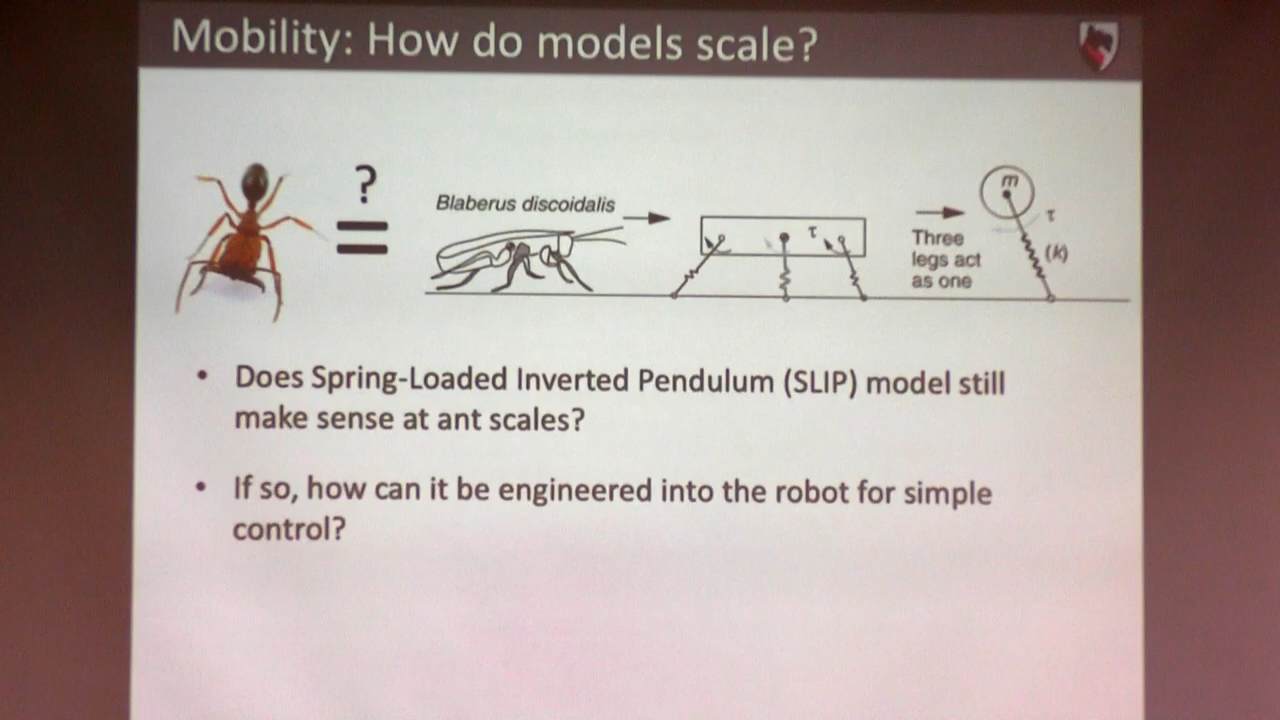 Mobility: How do models scale?
?
=
Blaberus discoidalis
τ
Three
legs act
as one
m
τ
(k)
• Does Spring-Loaded Inverted Pendulum (SLIP) model still
make sense at ant scales?
• If so, how can it be engineered into the robot for simple
control?